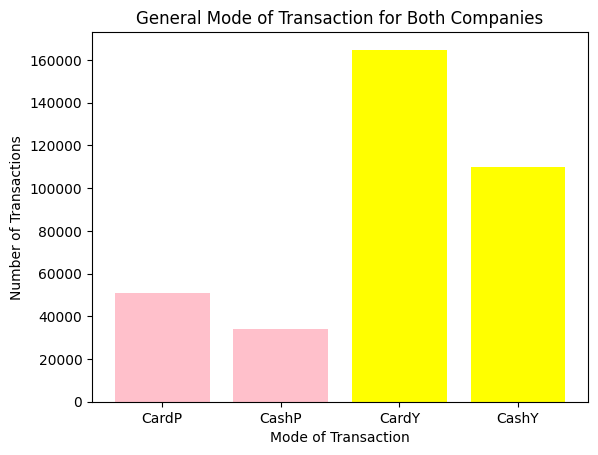 General Mode of Transaction for Both Companies
160000
140000
120000
100000
80000
60000
40000
20000
0
Number of Transactions
CardP CashP CardY CashY
Mode of Transaction